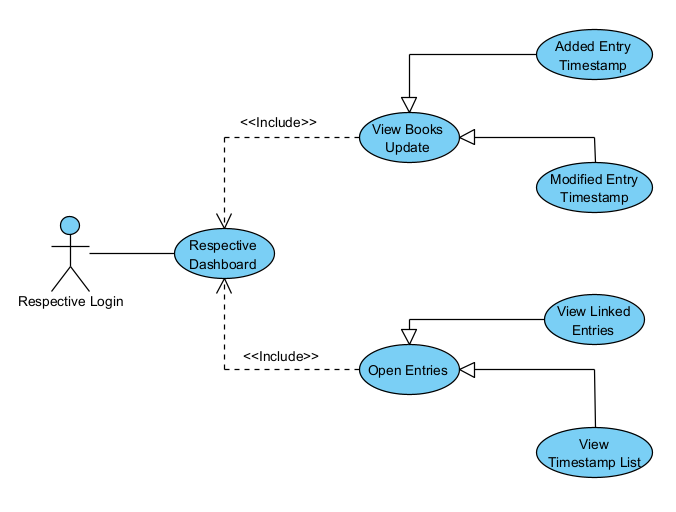 Added Entry
Timestamp
<<Include>>
View Books
Update
Modified Entry
Timestamp
Respective
Dashboard
Respective Login
View Linked
Entries
<<Include>>
Open Entries
View
Timestamp List